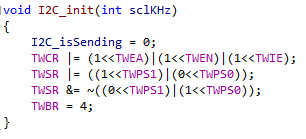 void I2C_init(int sclKHz)
{
I2C_isSending = 0;
TWCR |= (1<<TWEA)|(1<<TWEN)|(1<<TWIE);
TWSR |= ((1<<TWPS1)|(0<<TWPS0));
TWSR &= ~((0<<TWPS1)|(1<<TWPS0));
TWBR = 4;
}